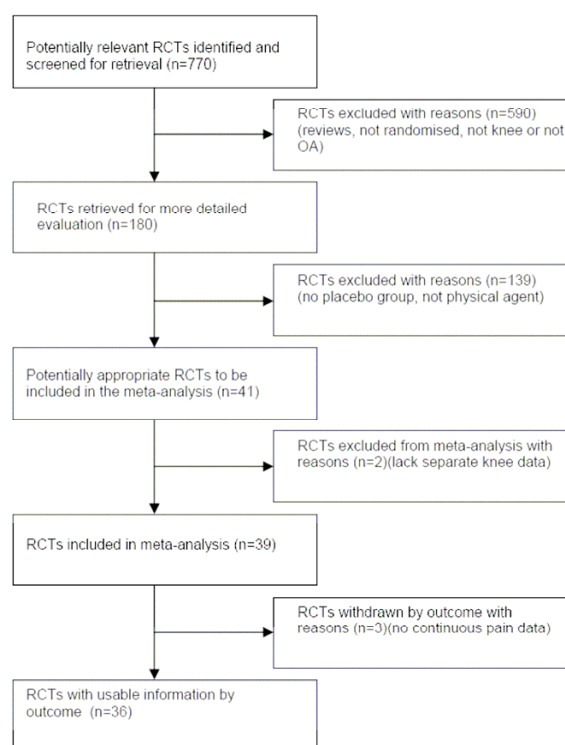 Potentially relevant RCTs identified and
screened for retrieval (n=770)
RCTs excluded with reasons (n=590)
(reviews, not randomised, not knee or not
OA)
RCTs retrieved for more detailed
evaluation (n=180)
RCTs excluded with reasons (n=139)
(no placebo group, not physical agent)
Potentially appropriate RCTs to be
included in the meta-analysis (n=41)
RCTs excluded from meta-analysis with
reasons (n=2)(lack separate knee data)
RCTs included in meta-analysis (n=39)
RCTs withdrawn by outcome with
reasons (n=3)(no continuous pain data)
RCTs with usable information by
outcome (n=36)